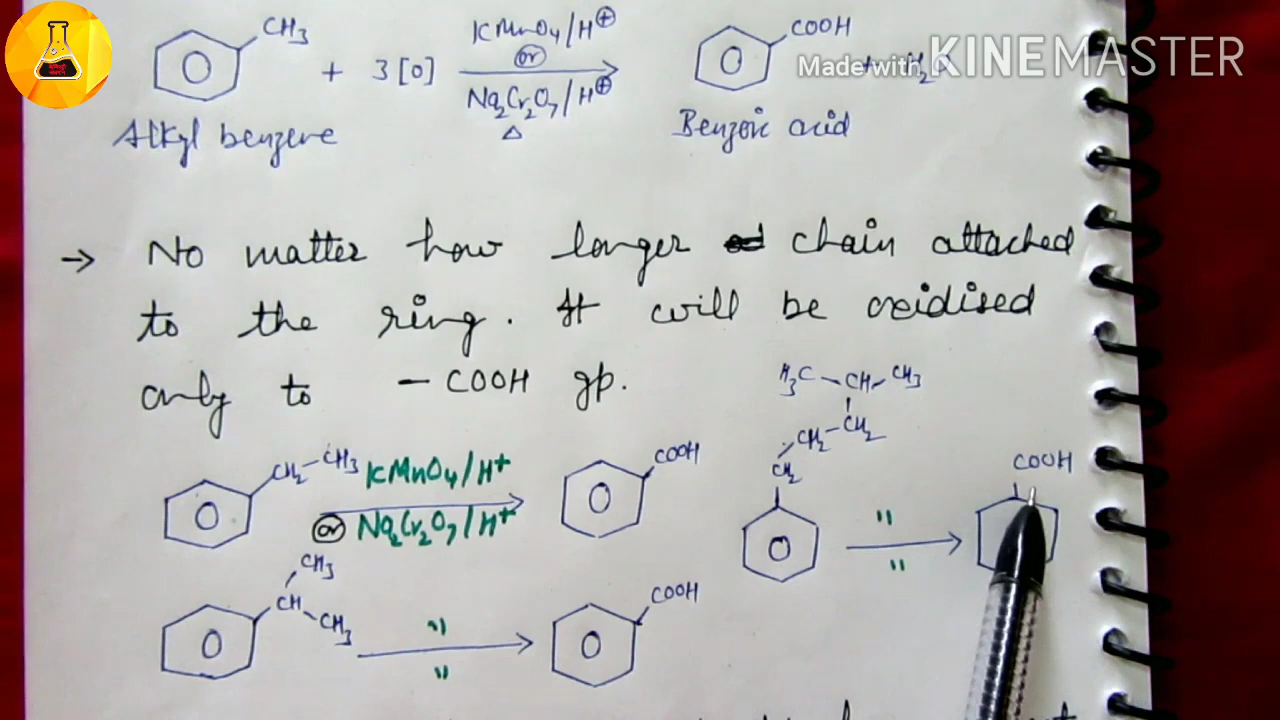 CH3
+ 3[O]
KMnO4/H⊕
(or)
Na2Cr2O7/H⊕
Δ
COOH
Made with KINEMASTER
Alkyl benzene
Benzoic acid
→ No matter how longer chain attached
to the ring. It will be oxidised
only to - COOH gp.
H3C-CH-CH3
CH2-CH2
CH2
CH2-CH3
KMnO4/H+
(or) Na2Cr2O7/H+
COOH
" "
COOH
CH3
CH-CH3
" "
COOH